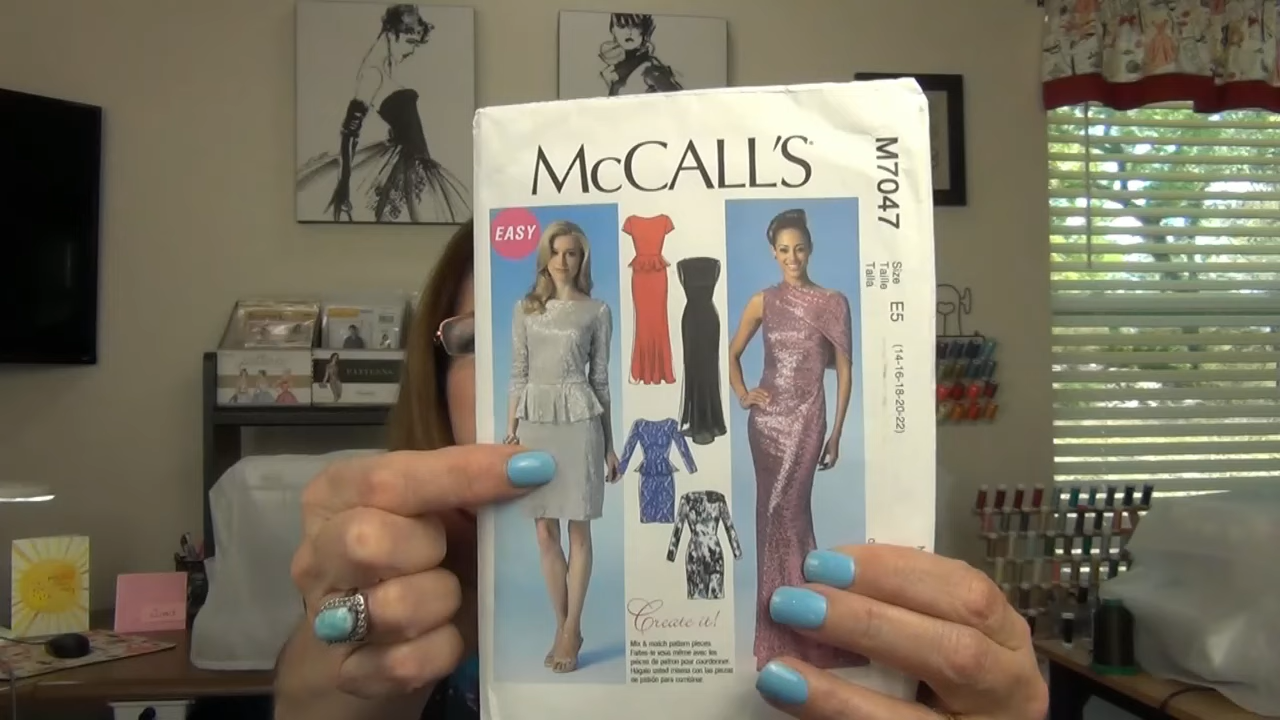 McCALL'S
EASY
M7047
Size
Taille
Talla
E5 (14-16-18-20-22)
Create it!
Mix & match pattern pieces
Faites-le vous même avec les
pièces de patron pour coordonner.
Hágalo usted misma con las piezas
de patrón para combinar.
PATTERNS